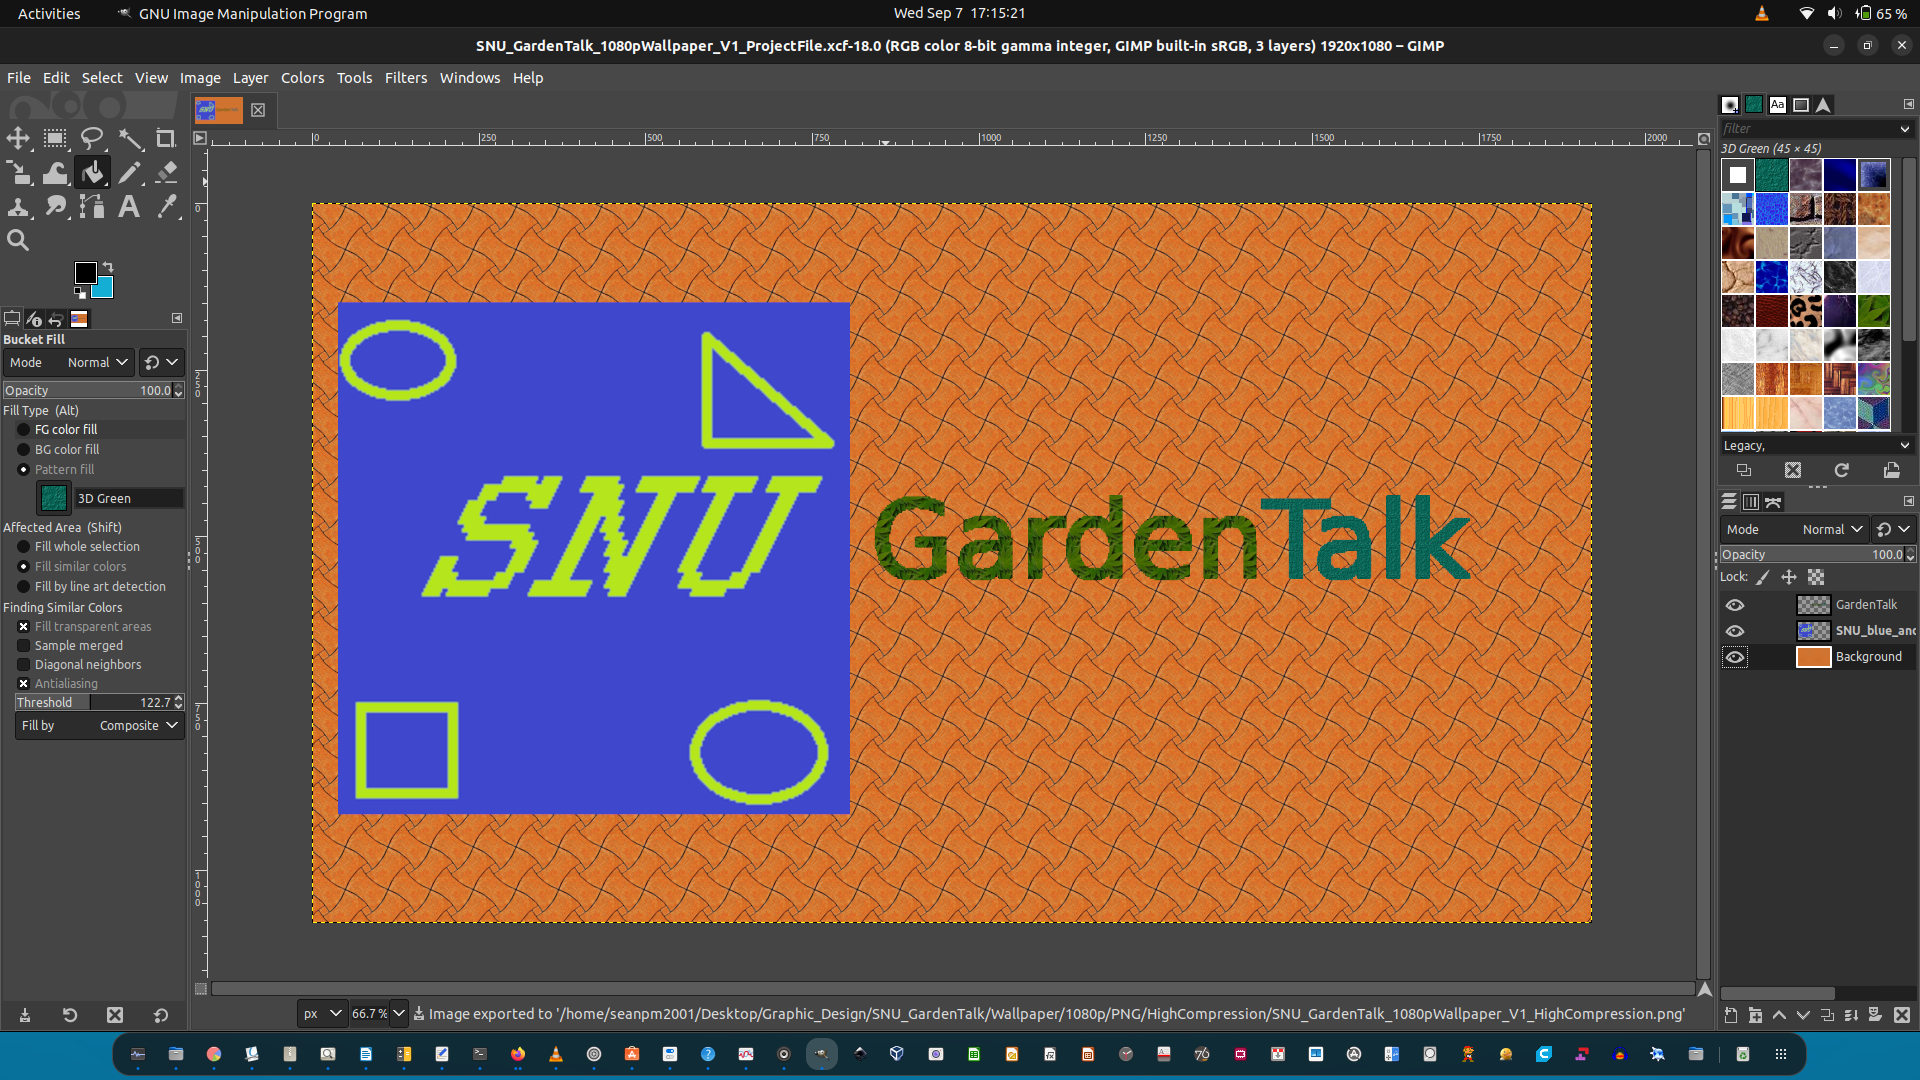 Activities GNU Image Manipulation Program Wed Sep 7 17:15:21 65 %
SNU_GardenTalk_1080pWallpaper_V1_ProjectFile.xcf-18.0 (RGB color 8-bit gamma integer, GIMP built-in sRGB, 3 layers) 1920x1080 – GIMP
File Edit Select View Image Layer Colors Tools Filters Windows Help
Aa
filter
0 250 500 750 1000 1250 1500 1750 2000
3D Green (45 × 45)
0
250
500
750
1000
Bucket Fill
Mode Normal
Opacity 100.0
Fill Type (Alt)
FG color fill
BG color fill
Pattern fill
3D Green
Affected Area (Shift)
Fill whole selection
Fill similar colors
Fill by line art detection
Finding Similar Colors
Fill transparent areas
Sample merged
Diagonal neighbors
Antialiasing
Threshold 122.7
Fill by Composite
SNU
GardenTalk
Legacy,
Mode Normal
Opacity 100.0
Lock:
GardenTalk
SNU_blue_and
Background
px 66.7 % Image exported to '/home/seanpm2001/Desktop/Graphic_Design/SNU_GardenTalk/Wallpaper/1080p/PNG/HighCompression/SNU_GardenTalk_1080pWallpaper_V1_HighCompression.png'
76